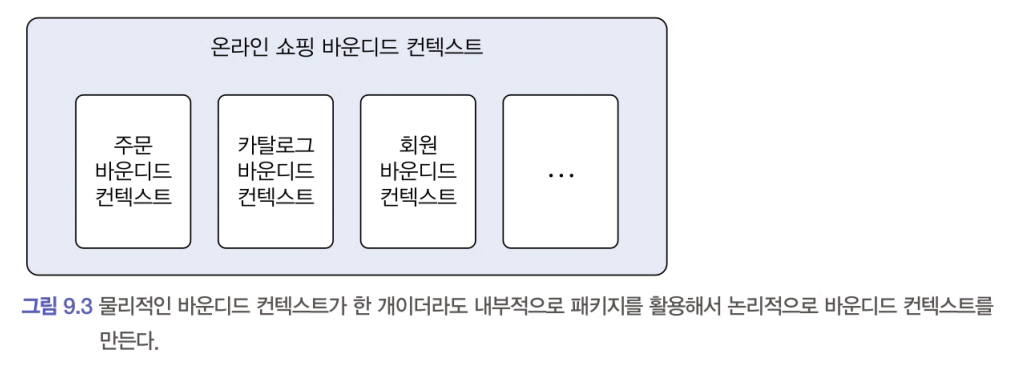 온라인 쇼핑 바운디드 컨텍스트
주문
바운디드
컨텍스트
카탈로그
바운디드
컨텍스트
회원
바운디드
컨텍스트
...
그림 9.3 물리적인 바운디드 컨텍스트가 한 개이더라도 내부적으로 패키지를 활용해서 논리적으로 바운디드 컨텍스트를
만든다.